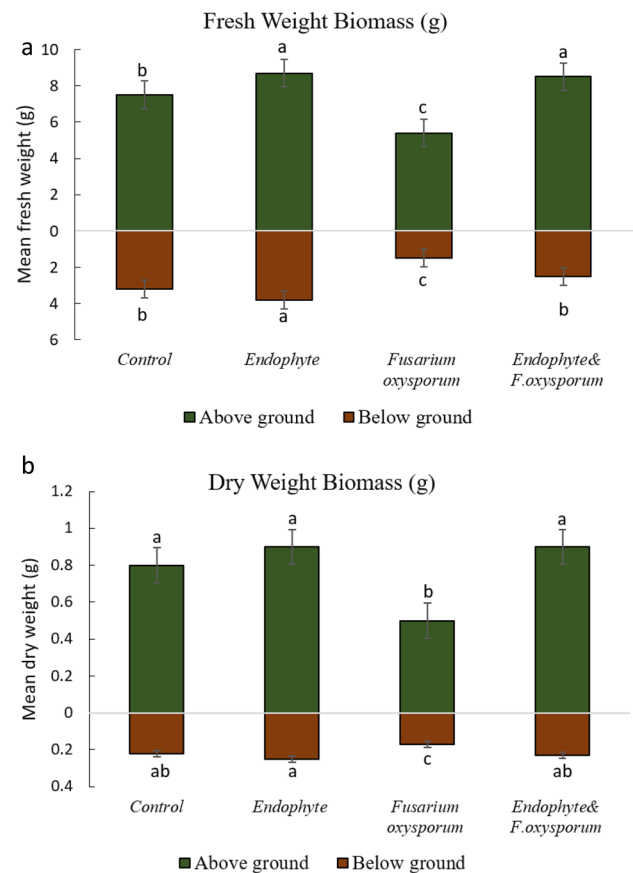 Fresh Weight Biomass (g)
a
Mean fresh weight (g)
10
8
6
4
2
0
2
4
6
b
a
c
a
b
a
c
b
Control
Endophyte
Fusarium
oxysporum
Endophyte&
F.oxysporum
Above ground
Below ground
b
Dry Weight Biomass (g)
Mean dry weight (g)
1.2
1
0.8
0.6
0.4
0.2
0
0.2
0.4
a
a
b
a
ab
a
c
ab
Control
Endophyte
Fusarium
oxysporum
Endophyte&
F.oxysporum
Above ground
Below ground